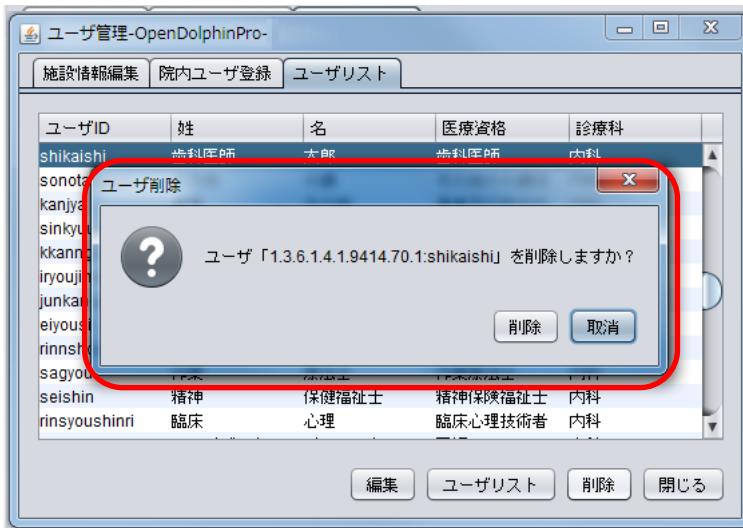 ユーザ管理-OpenDolphinPro-
施設情報編集 院内ユーザ登録 ユーザリスト
ユーザID 姓 名 医療資格 診療科
shikaishi 歯科医師 太郎 歯科医師 内科
sonota
kanjya
sinkyu
kkann
iryouji
junka
eiyous
rinnsh
sagyou
ユーザ削除
ユーザ「1.3.6.1.4.1.9414.70.1:shikaishi」を削除しますか？
削除 取消
seishin 精神 保健福祉士 精神保険福祉士 内科
rinsyoushinri 臨床 心理 臨床心理技術者 内科
編集 ユーザリスト 削除 閉じる